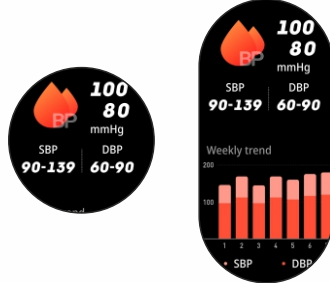 BP
100
80
mmHg
SBP DBP
90-139 60-90
BP
100
80
mmHg
SBP DBP
90-139 60-90
Weekly trend
200
100
1 2 3 4 5 6
• SBP • DBP